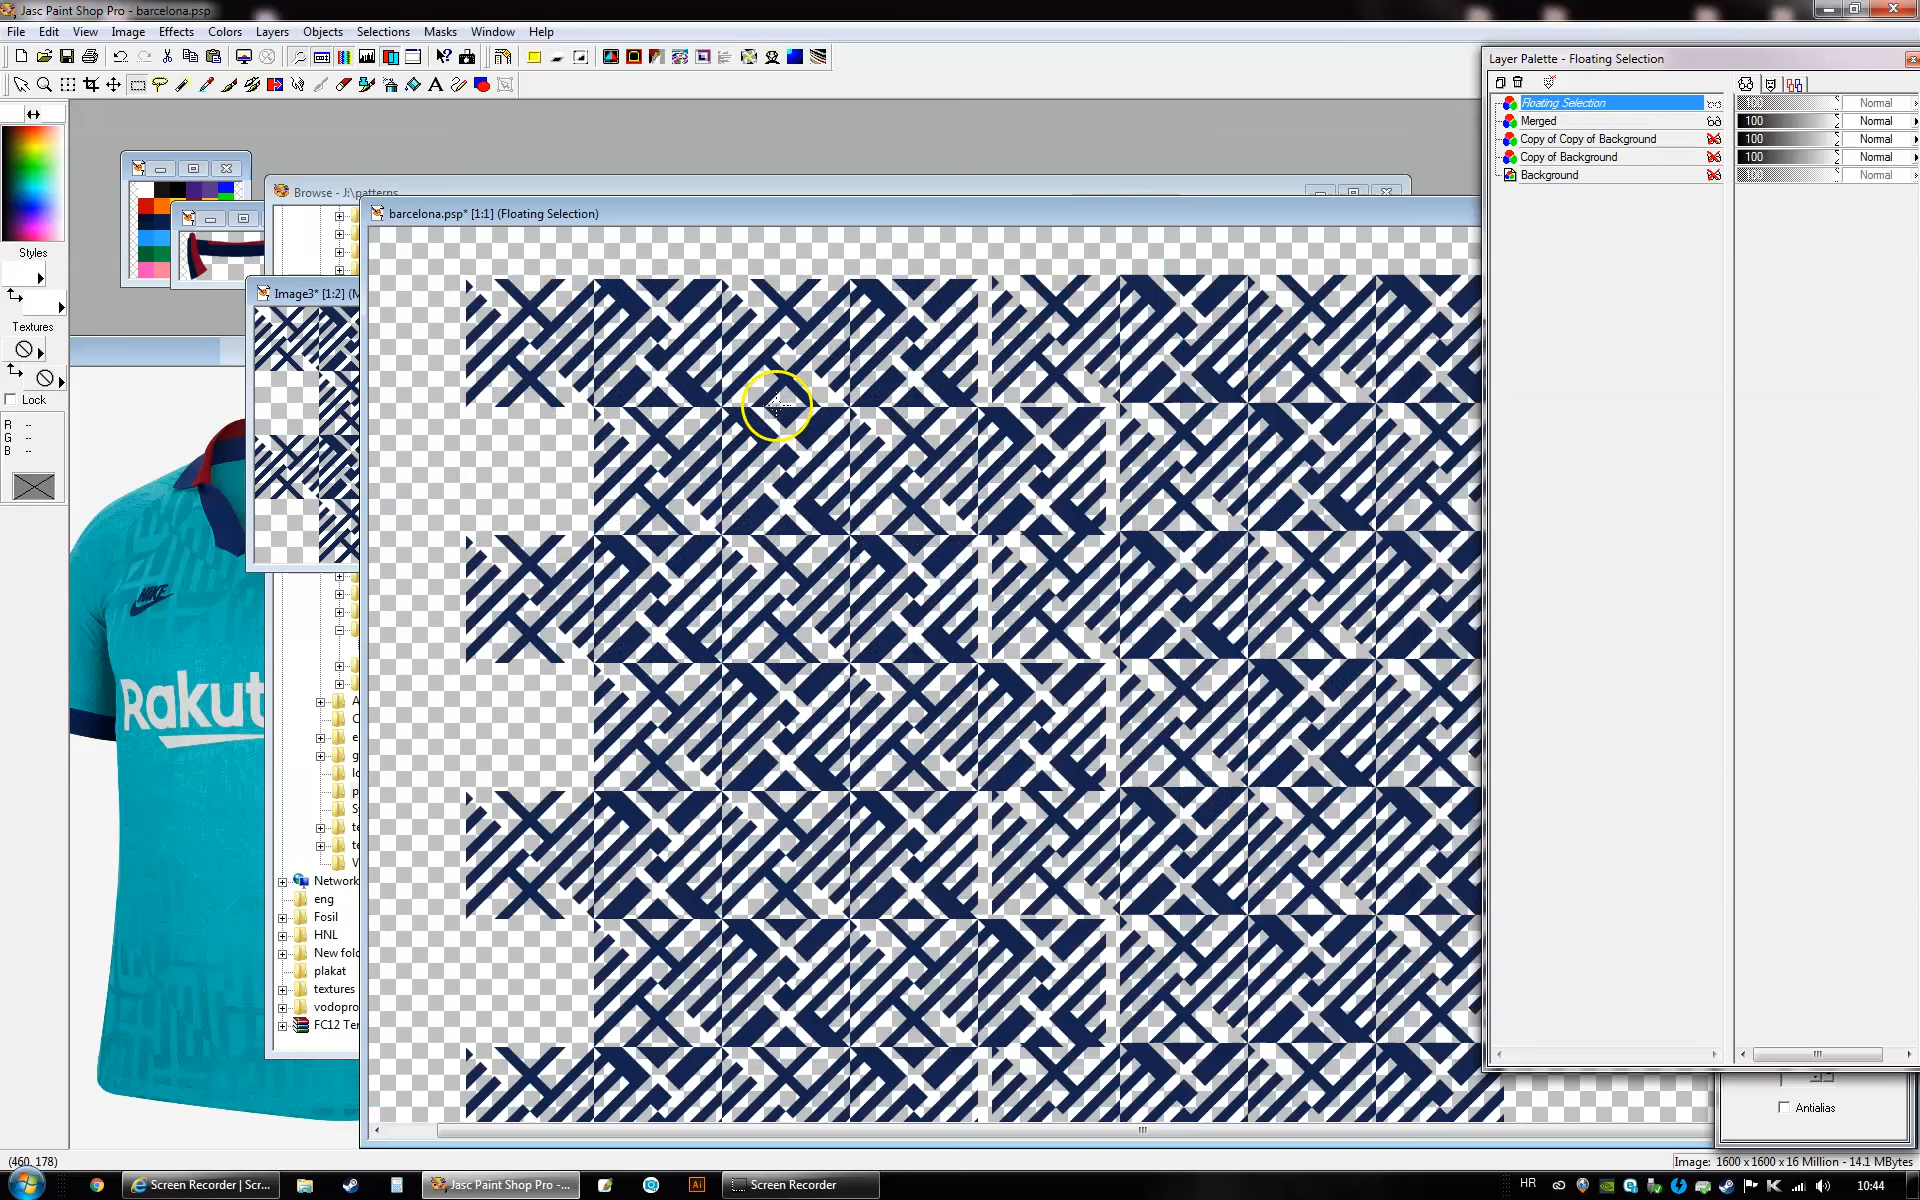 Jasc Paint Shop Pro - barcelona.psp
File Edit View Image Effects Colors Layers Objects Selections Masks Window Help
Layer Palette - Floating Selection
Floating Selection
Normal
Merged
100
Normal
Copy of Copy of Background
100
Normal
Copy of Background
100
Normal
Background
Normal
Browse - J:\patterns
barcelona.psp* [1:1] (Floating Selection)
Image3* [1:2] (M
Styles
Textures
Lock
R --
G --
B --
NIKE
Rakut
Network
eng
Fosil
HNL
New fold
plakat
textures
vodopro
FC12 Ter
Antialias
(460, 178)
Image: 1600 x 1600 x 16 Million - 14.1 MBytes
Screen Recorder | Scr...
Jasc Paint Shop Pro -...
Ai
Screen Recorder
HR
10:44